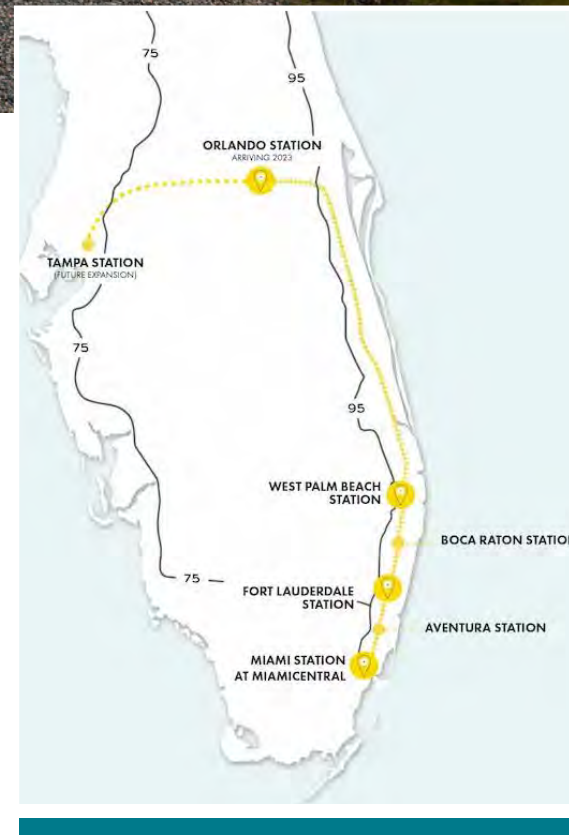 75
95
ORLANDO STATION
ARRIVING 2023
TAMPA STATION
(FUTURE EXPANSION)
75
95
WEST PALM BEACH
STATION
BOCA RATON STATION
75
FORT LAUDERDALE
STATION
AVENTURA STATION
MIAMI STATION
AT MIAMICENTRAL